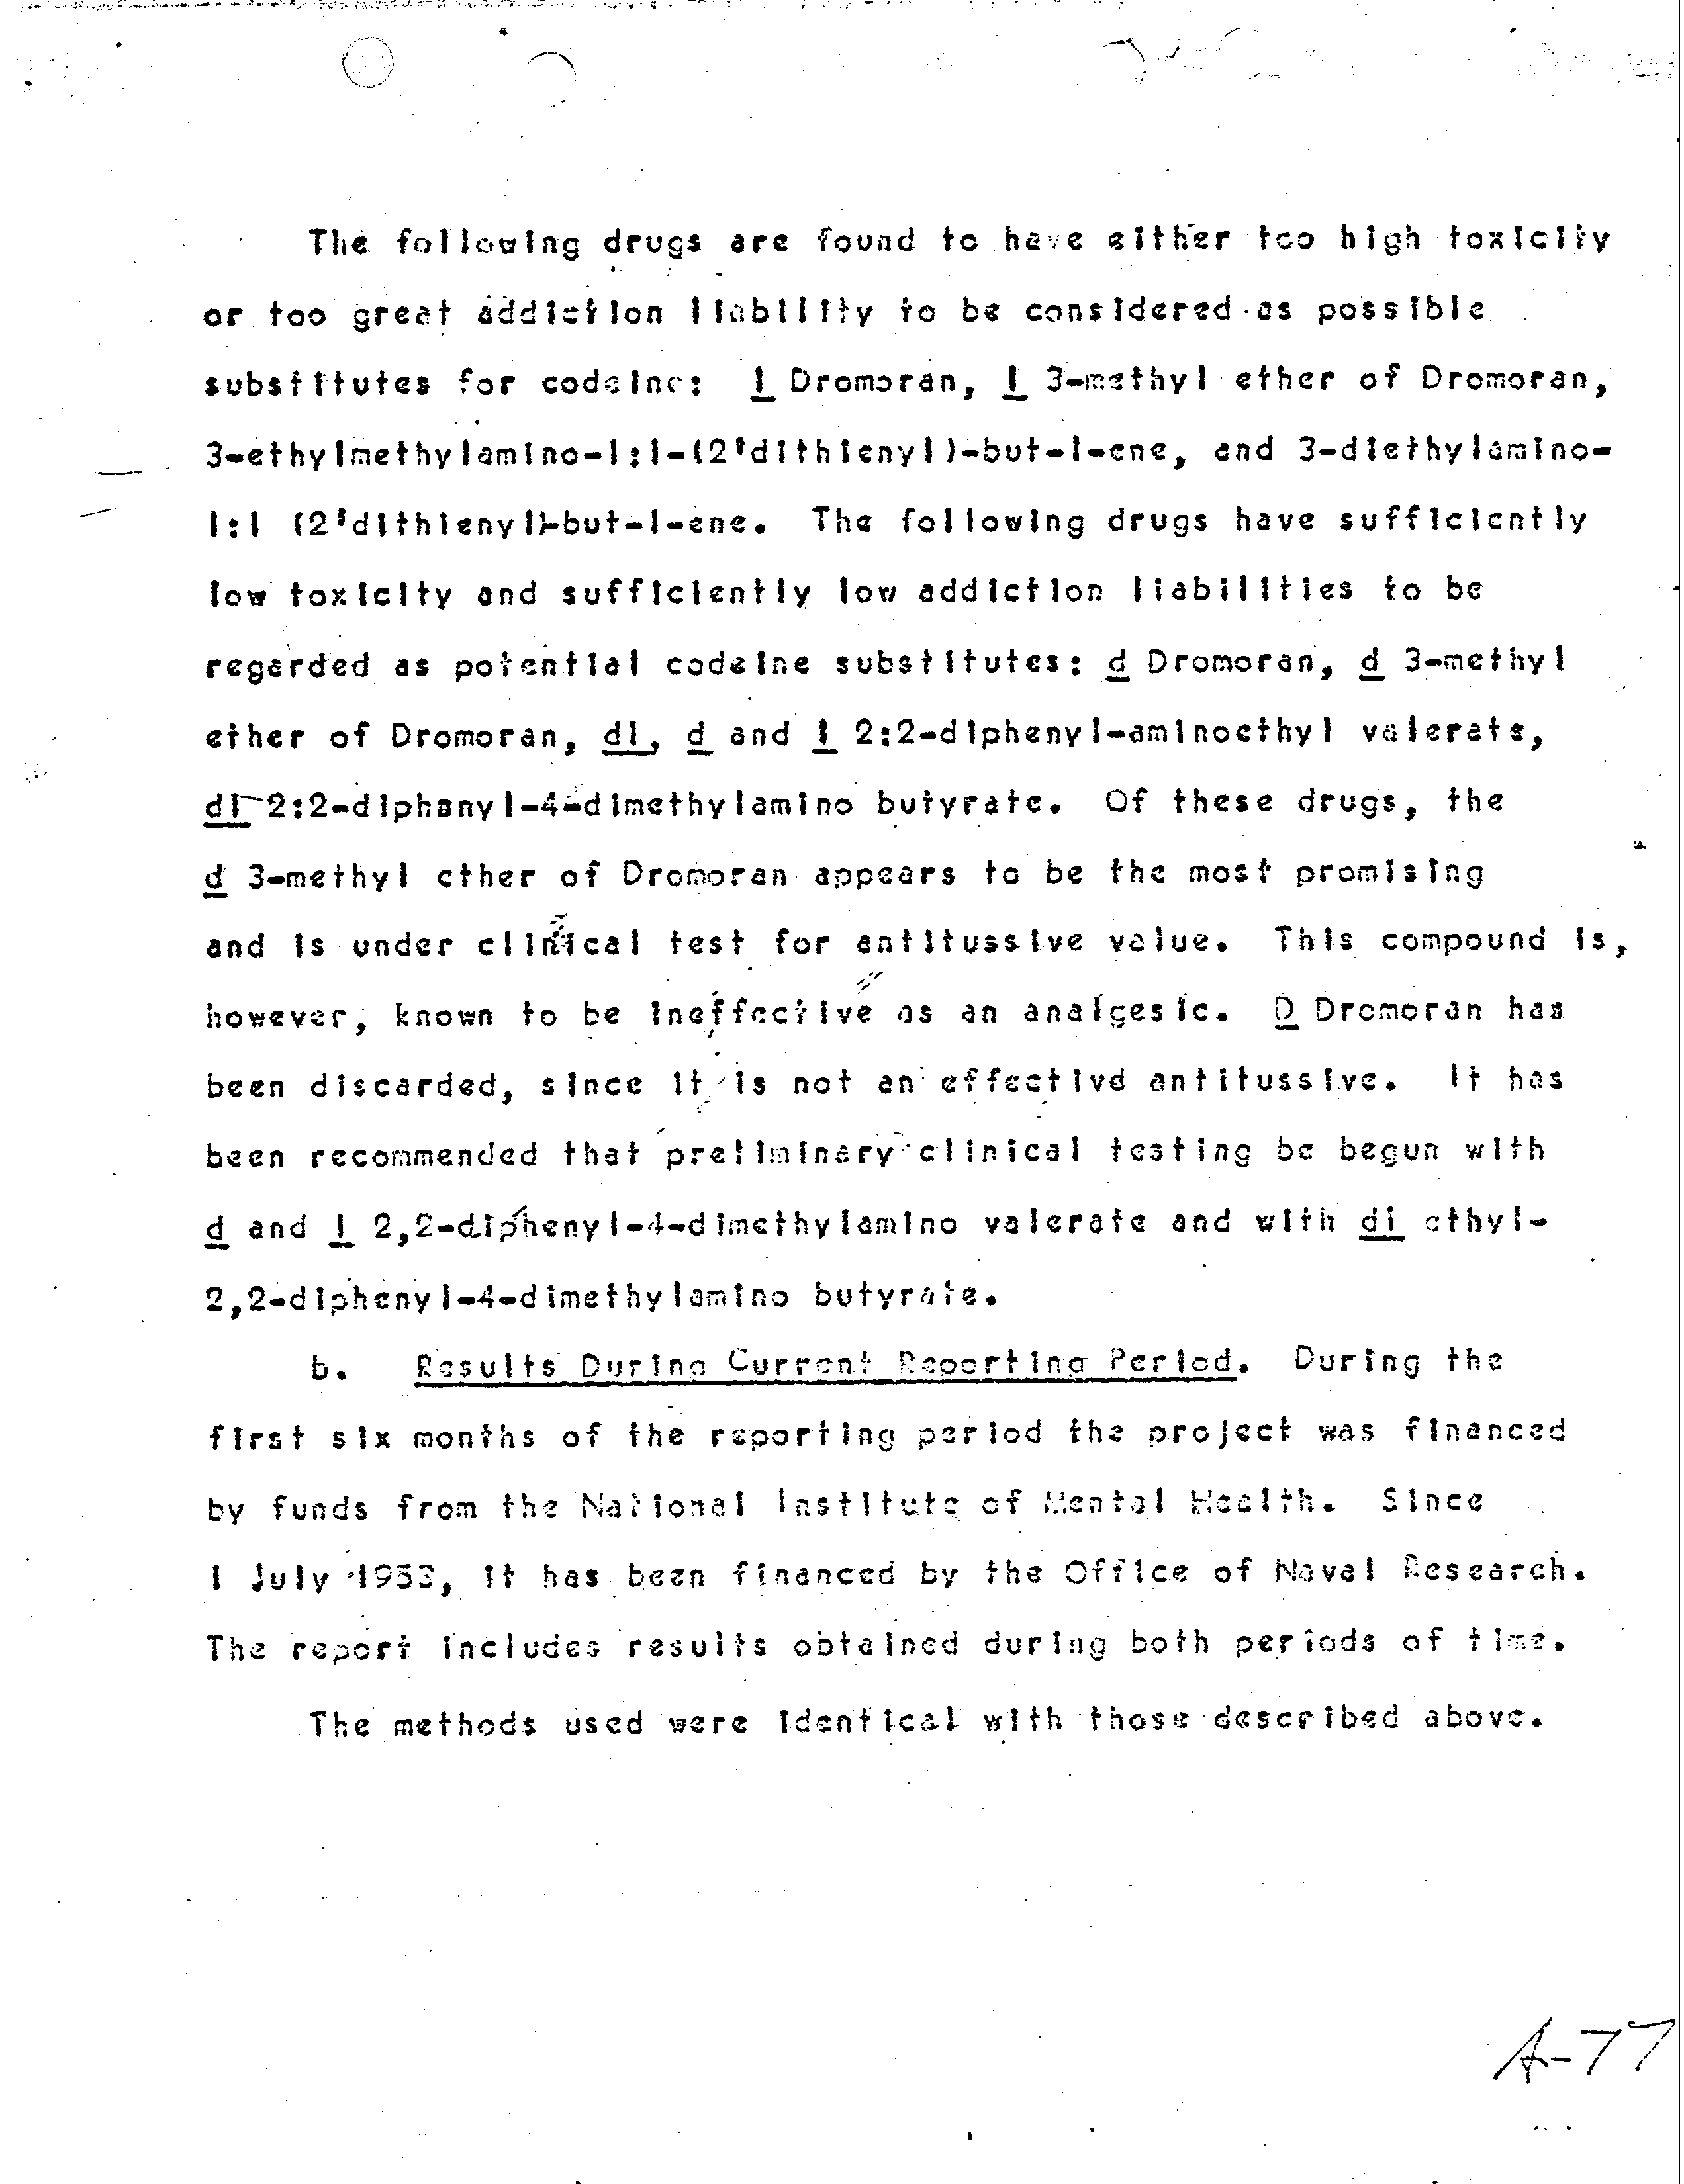 The following drugs are found to have either too high toxicity
or too great addiction liability to be considered as possible
substitutes for codeine: l Dromoran, l 3-methyl ether of Dromoran,
3-ethylmethylamino-1:1-(2'dithienyl)-but-1-ene, and 3-diethylamino-
1:1 (2'dithienyl)-but-1-ene. The following drugs have sufficiently
low toxicity and sufficiently low addiction liabilities to be
regarded as potential codeine substitutes: d Dromoran, d 3-methyl
ether of Dromoran, dl, d and l 2:2-diphenyl-aminoethyl valerate,
dl 2:2-diphenyl-4-dimethylamino butyrate. Of these drugs, the
d 3-methyl ether of Dromoran appears to be the most promising
and is under clinical test for antitussive value. This compound is,
however, known to be ineffective as an analgesic. D Dromoran has
been discarded, since it is not an effectivd antitussive. It has
been recommended that preliminary clinical testing be begun with
d and l 2,2-diphenyl-4-dimethylamino valerate and with dl ethyl-
2,2-diphenyl-4-dimethylamino butyrate.
b. Results During Current Reporting Period. During the
first six months of the reporting period the project was financed
by funds from the National Institute of Mental Health. Since
1 July 1953, it has been financed by the Office of Naval Research.
The report includes results obtained during both periods of time.
The methods used were identical with those described above.
A-77